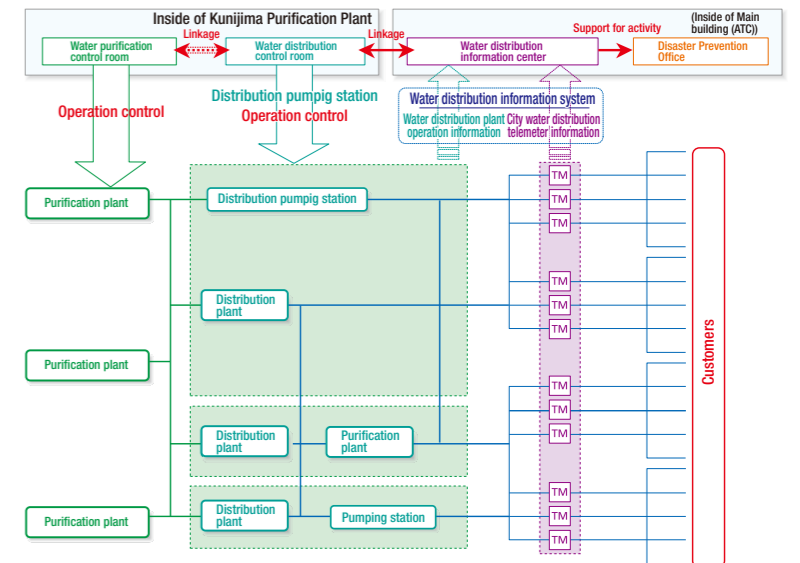 Inside of Kunijima Purification Plant
(Inside of Main
building (ATC))
Water purification
control room
Linkage
Water distribution
control room
Linkage
Water distribution
information center
Support for activity
Disaster Prevention
Office
Operation control
Distribution pumpig station
Operation control
Water distribution information system
Water distribution plant
operation information
City water distribution
telemeter information
Purification plant
Distribution pumpig station
TM
TM
TM
Distribution
plant
TM
TM
TM
Purification plant
Customers
TM
TM
TM
Distribution
plant
Purification
plant
Purification plant
Distribution
plant
Pumping station
TM
TM
TM